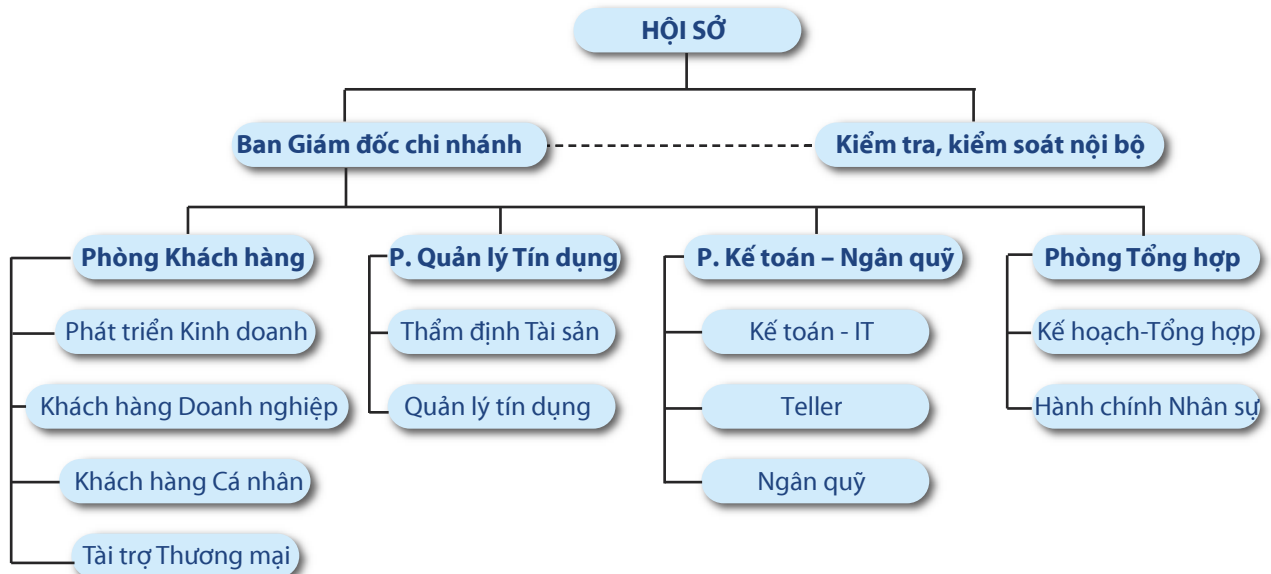 HỘI SỞ
Ban Giám đốc chi nhánh
Kiểm tra, kiểm soát nội bộ
Phòng Khách hàng
P. Quản lý Tín dụng
P. Kế toán – Ngân quỹ
Phòng Tổng hợp
Phát triển Kinh doanh
Thẩm định Tài sản
Kế toán - IT
Kế hoạch-Tổng hợp
Khách hàng Doanh nghiệp
Quản lý tín dụng
Teller
Hành chính Nhân sự
Khách hàng Cá nhân
Ngân quỹ
Tài trợ Thương mại